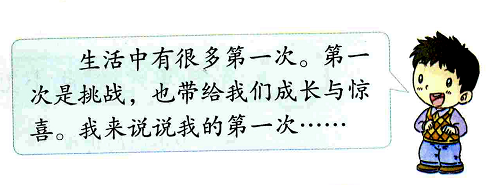 生活中有很多第一次。第一
次是挑战，也带给我们成长与惊
喜。我来说说我的第一次……